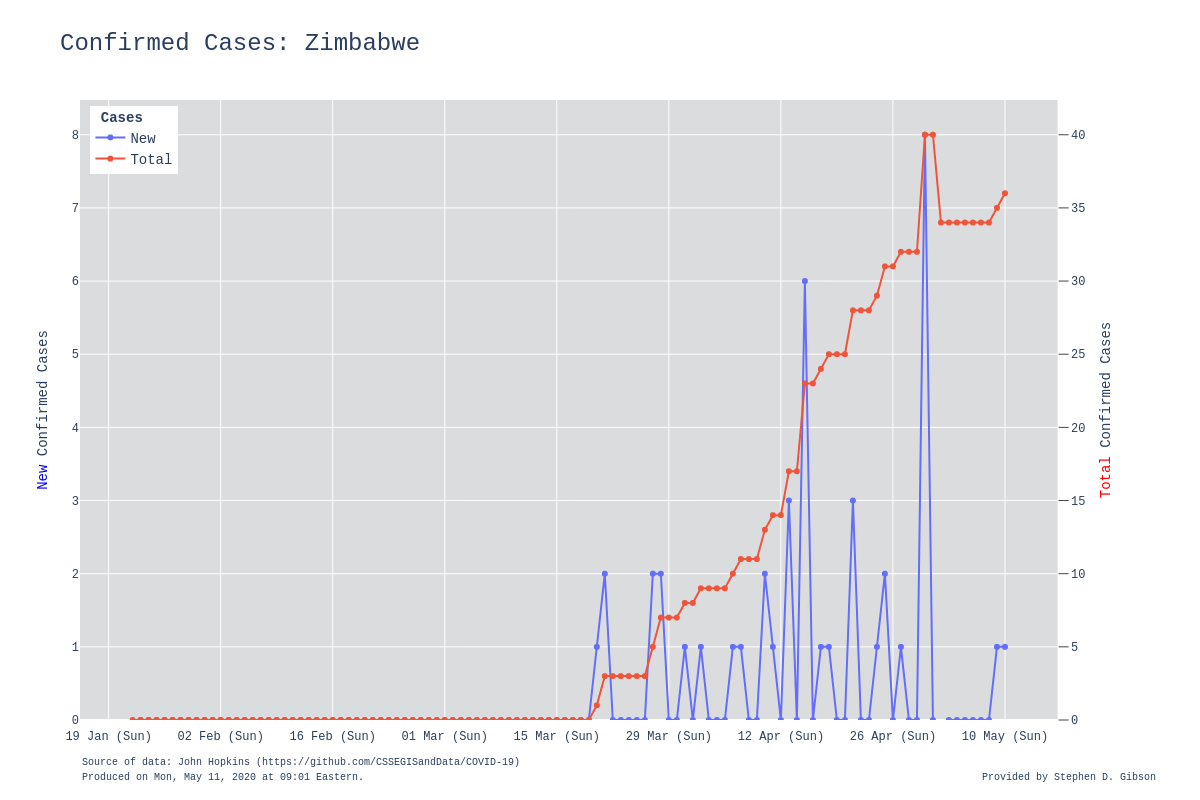 Confirmed Cases: Zimbabwe
Cases
New
Total
8
7
6
5
4
3
2
1
0
New Confirmed Cases
40
35
30
25
20
15
10
5
0
Total Confirmed Cases
19 Jan (Sun) 02 Feb (Sun) 16 Feb (Sun) 01 Mar (Sun) 15 Mar (Sun) 29 Mar (Sun) 12 Apr (Sun) 26 Apr (Sun) 10 May (Sun)
Source of data: John Hopkins (https://github.com/CSSEGISandData/COVID-19)
Produced on Mon, May 11, 2020 at 09:01 Eastern.
Provided by Stephen D. Gibson